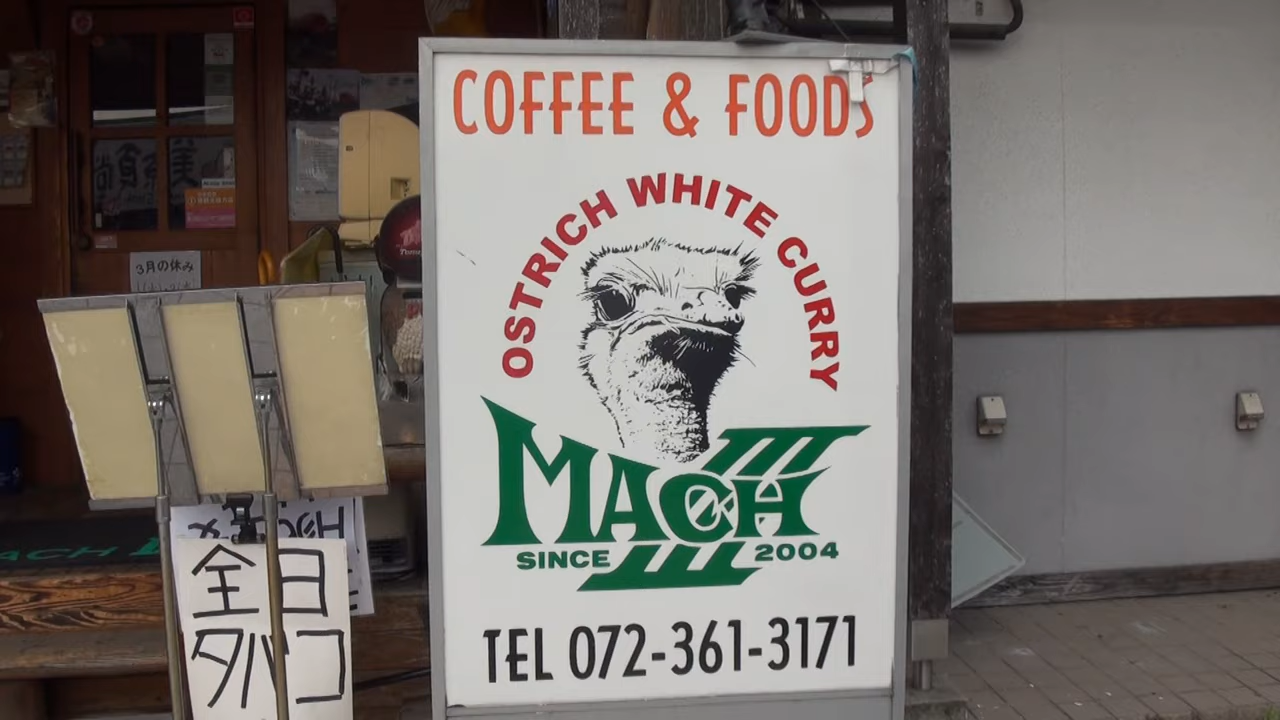 COFFEE & FOODS
OSTRICH WHITE CURRY
MACH III
SINCE 2004
TEL 072-361-3171
3月の休み
全日
タバコ
MACH